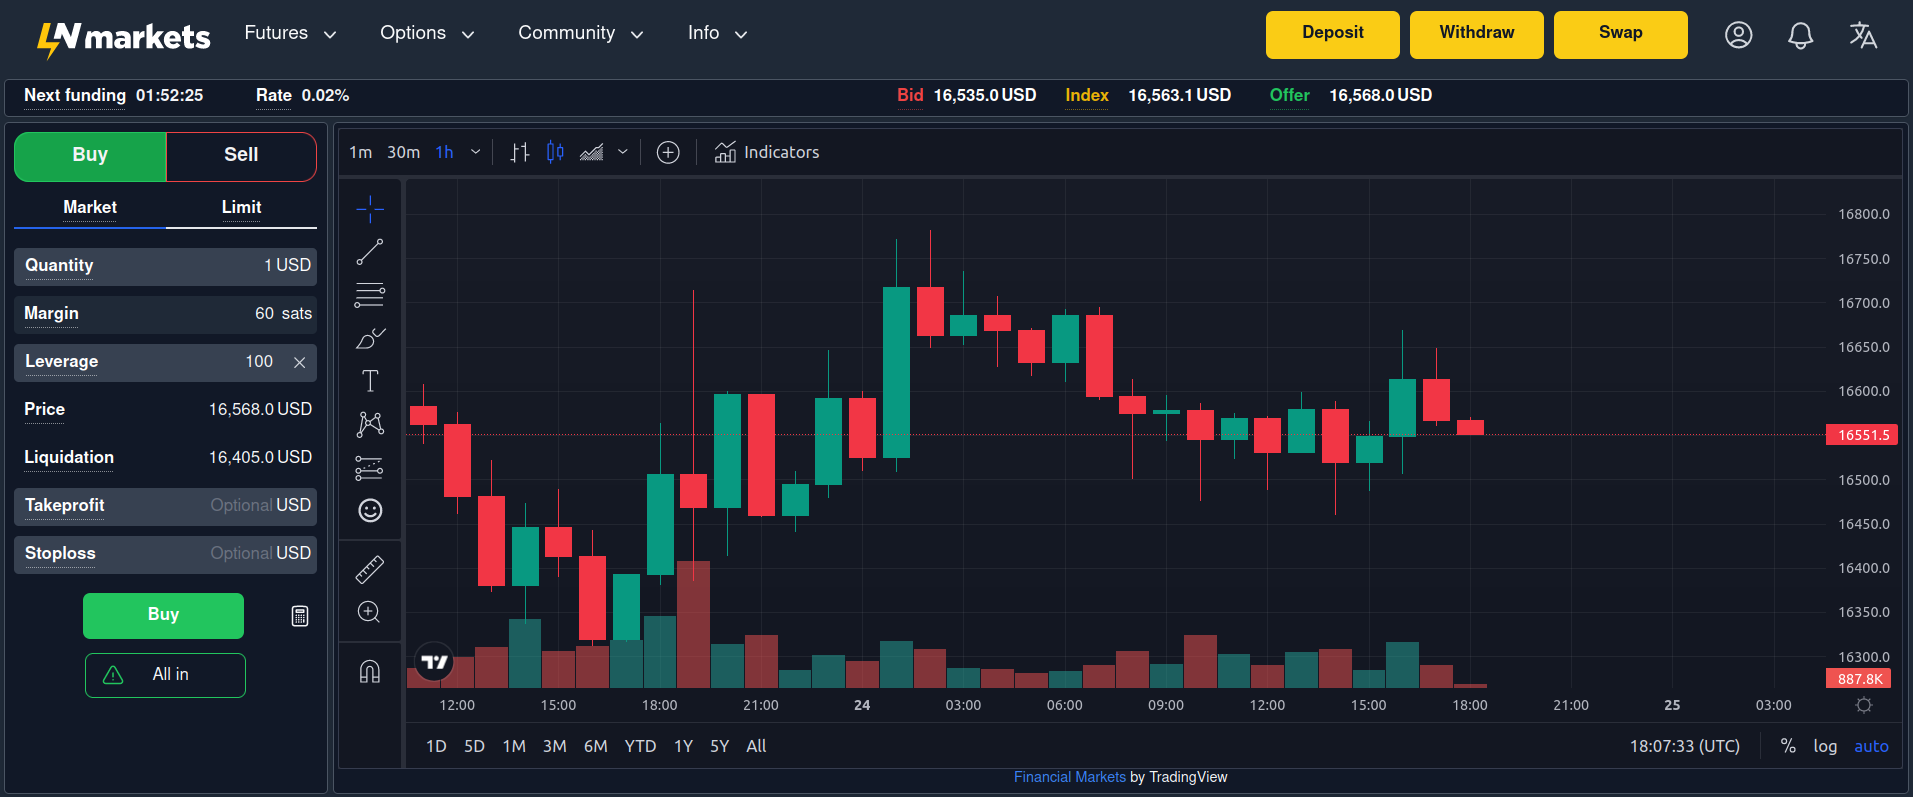 LN markets Futures Options Community Info Deposit Withdraw Swap
Next funding 01:52:25 Rate 0.02% Bid 16,535.0 USD Index 16,563.1 USD Offer 16,568.0 USD
Buy Sell
Market Limit
Quantity 1 USD
Margin 60 sats
Leverage 100
Price 16,568.0 USD
Liquidation 16,405.0 USD
Takeprofit Optional USD
Stoploss Optional USD
Buy
All in
1m 30m 1h Indicators
16800.0
16750.0
16700.0
16650.0
16600.0
16551.5
16500.0
16450.0
16400.0
16350.0
16300.0
887.8K
12:00 15:00 18:00 21:00 24 03:00 06:00 09:00 12:00 15:00 18:00 21:00 25 03:00
1D 5D 1M 3M 6M YTD 1Y 5Y All 18:07:33 (UTC) % log auto
Financial Markets by TradingView